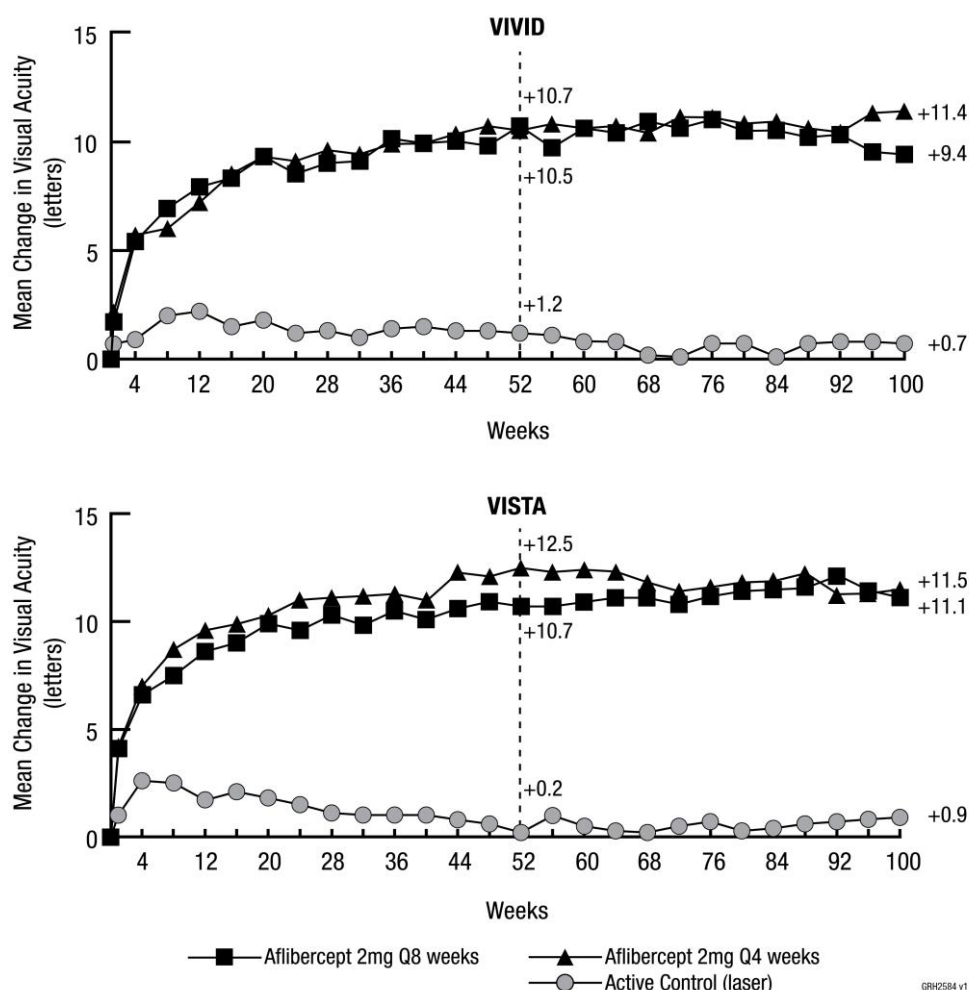 VIVID
Mean Change in Visual Acuity
(letters)
15
10
5
0
+10.7
+10.5
+1.2
+11.4
+9.4
+0.7
4 12 20 28 36 44 52 60 68 76 84 92 100
Weeks
VISTA
Mean Change in Visual Acuity
(letters)
15
10
5
0
+12.5
+10.7
+0.2
+11.5
+11.1
+0.9
4 12 20 28 36 44 52 60 68 76 84 92 100
Weeks
Aflibercept 2mg Q8 weeks
Aflibercept 2mg Q4 weeks
Active Control (laser)
GRH2584 v1